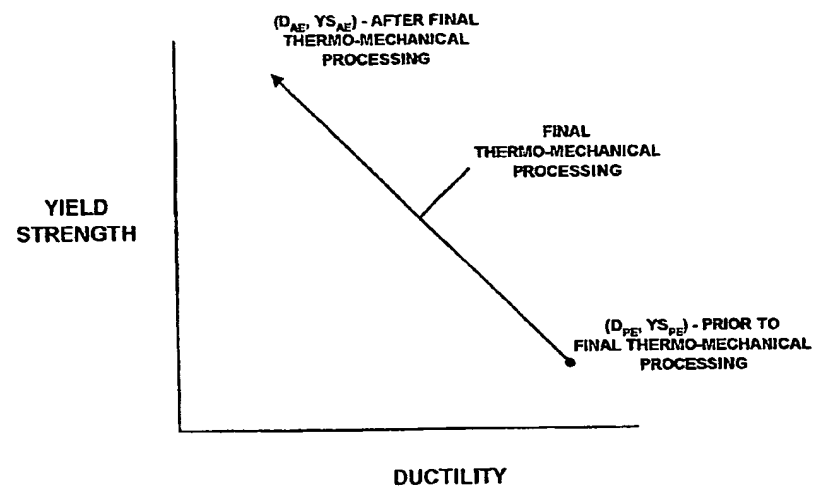 (D_AE, YS_AE) - AFTER FINAL
THERMO-MECHANICAL
PROCESSING
FINAL
THERMO-MECHANICAL
PROCESSING
YIELD
STRENGTH
(D_PE, YS_PE) - PRIOR TO
FINAL THERMO-MECHANICAL
PROCESSING
DUCTILITY